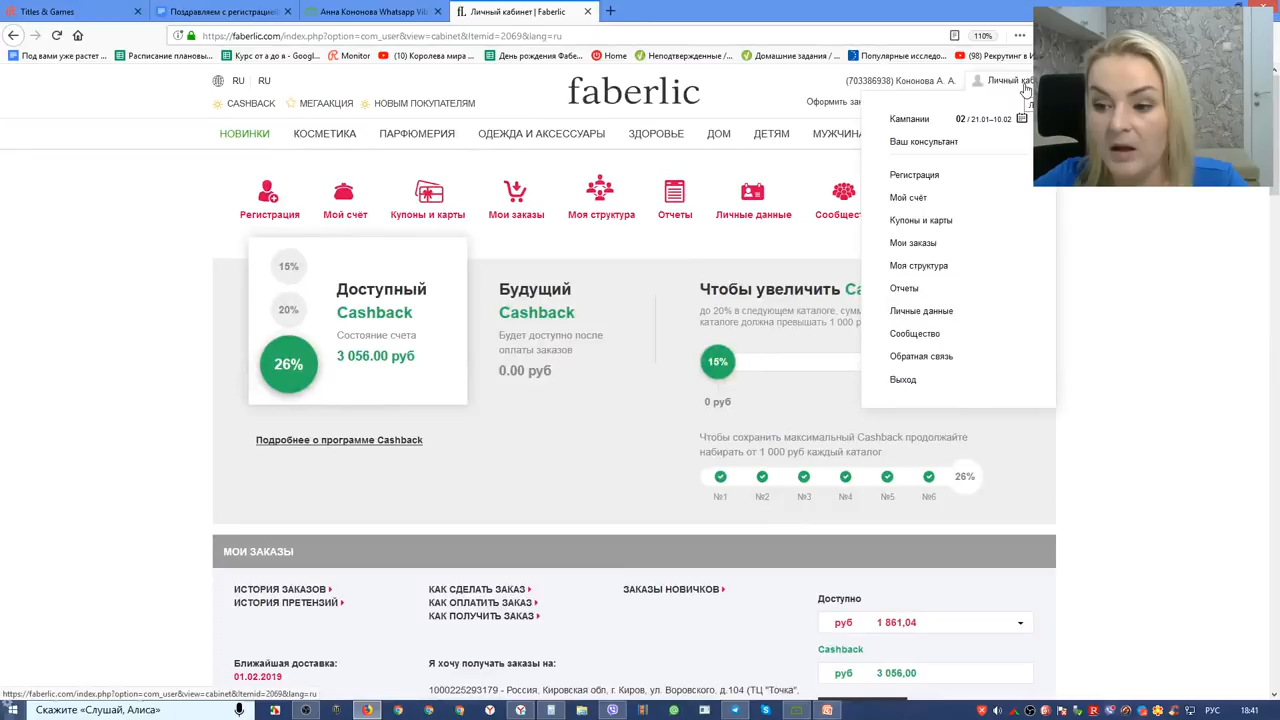 Titles & Games
Поздравляем с регистрацией
Анна Кононова Whatsapp Vib
Личный кабинет | Faberlic
https://faberlic.com/index.php?option=com_user&view=cabinet&Itemid=2069&lang=ru
110%
Под вами уже растет ...
Расписание планировани...
Курс от а до я - Googl...
Monitor
(10) Королева мира ...
День рождения Фабе...
Home
Неподтвержденные /...
Домашние задания / ...
Популярные исследо...
(98) Рекрутинг в И
RU RU
faberlic
(703386938) Кононова А. А.
Личный каб
CASHBACK МЕГААКЦИЯ НОВЫМ ПОКУПАТЕЛЯМ
Оформить зак
НОВИНКИ КОСМЕТИКА ПАРФЮМЕРИЯ ОДЕЖДА И АКСЕССУАРЫ ЗДОРОВЬЕ ДОМ ДЕТЯМ МУЖЧИНА
Кампании 02 / 21.01–10.02
Ваш консультант
Регистрация
Мой счёт
Купоны и карты
Мои заказы
Моя структура
Отчеты
Личные данные
Сообщество
Обратная связь
Выход
Регистрация Мой счёт Купоны и карты Мои заказы Моя структура Отчеты Личные данные Сообщест
15%
20%
26%
Доступный
Cashback
Состояние счета
3 056.00 руб
Будущий
Cashback
Будет доступно после
оплаты заказов
0.00 руб
Чтобы увеличить Ca
до 20% в следующем каталоге, сумм
каталоге должна превышать 1 000 р
15%
0 руб
Подробнее о программе Cashback
Чтобы сохранить максимальный Cashback продолжайте
набирать от 1 000 руб каждый каталог
26%
№1 №2 №3 №4 №5 №6
МОИ ЗАКАЗЫ
ИСТОРИЯ ЗАКАЗОВ
ИСТОРИЯ ПРЕТЕНЗИЙ
КАК СДЕЛАТЬ ЗАКАЗ
КАК ОПЛАТИТЬ ЗАКАЗ
КАК ПОЛУЧИТЬ ЗАКАЗ
ЗАКАЗЫ НОВИЧКОВ
Доступно
руб 1 861,04
Cashback
руб 3 056,00
Ближайшая доставка:
01.02.2019
Я хочу получать заказы на:
1000225293179 - Россия, Кировская обл, г. Киров, ул. Воровского, д.104 (ТЦ "Точка",
https://faberlic.com/index.php?option=com_user&view=cabinet&Itemid=2069&lang=ru
Скажите «Слушай, Алиса»
РУС
18:41